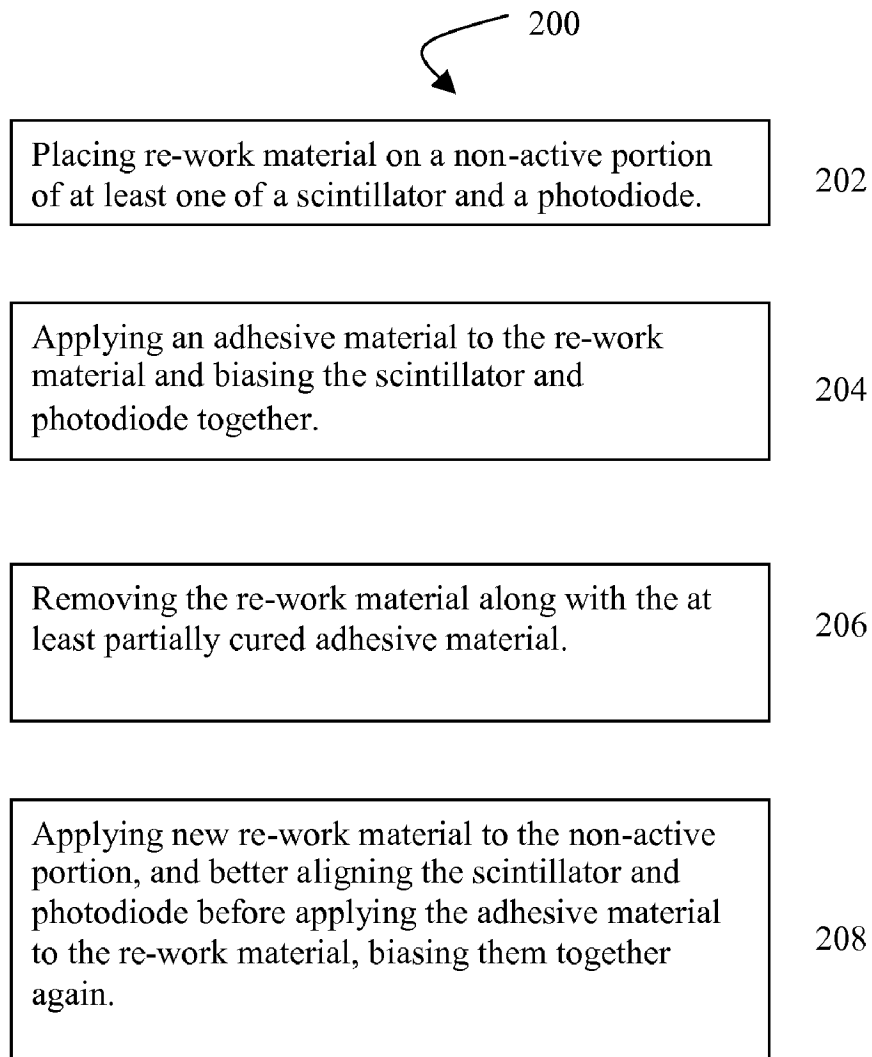 200
Placing re-work material on a non-active portion
of at least one of a scintillator and a photodiode.
202
Applying an adhesive material to the re-work
material and biasing the scintillator and
photodiode together.
204
Removing the re-work material along with the at
least partially cured adhesive material.
206
Applying new re-work material to the non-active
portion, and better aligning the scintillator and
photodiode before applying the adhesive material
to the re-work material, biasing them together
again.
208